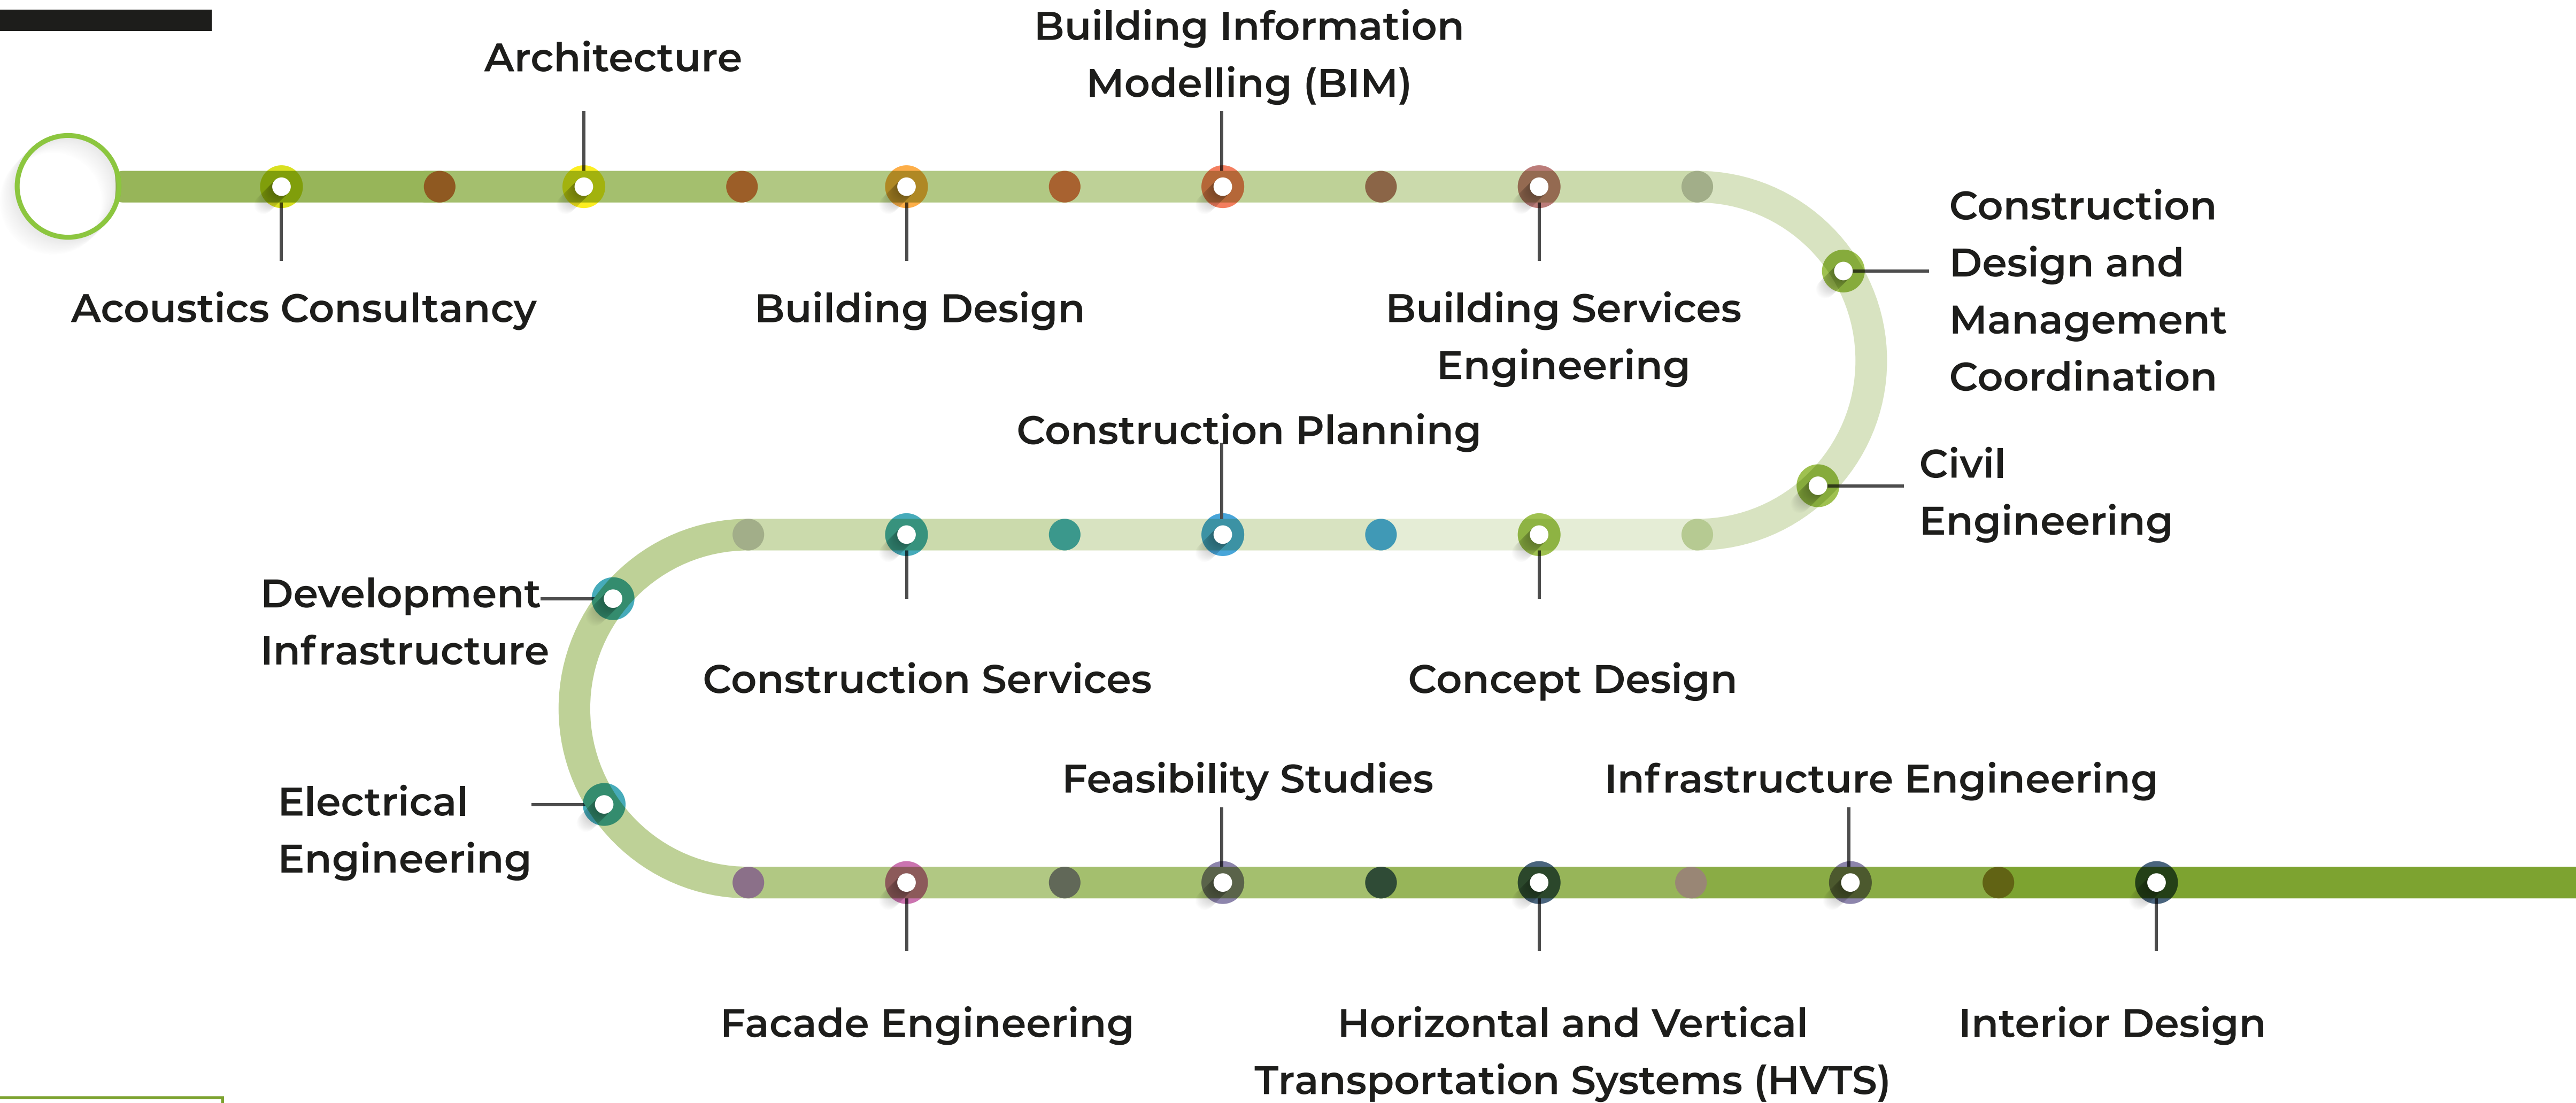 Architecture
Building Information
Modelling (BIM)
Acoustics Consultancy
Building Design
Building Services
Engineering
Construction
Design and
Management
Coordination
Civil
Engineering
Construction Planning
Concept Design
Construction Services
Development
Infrastructure
Electrical
Engineering
Feasibility Studies
Infrastructure Engineering
Facade Engineering
Horizontal and Vertical
Transportation Systems (HVTS)
Interior Design